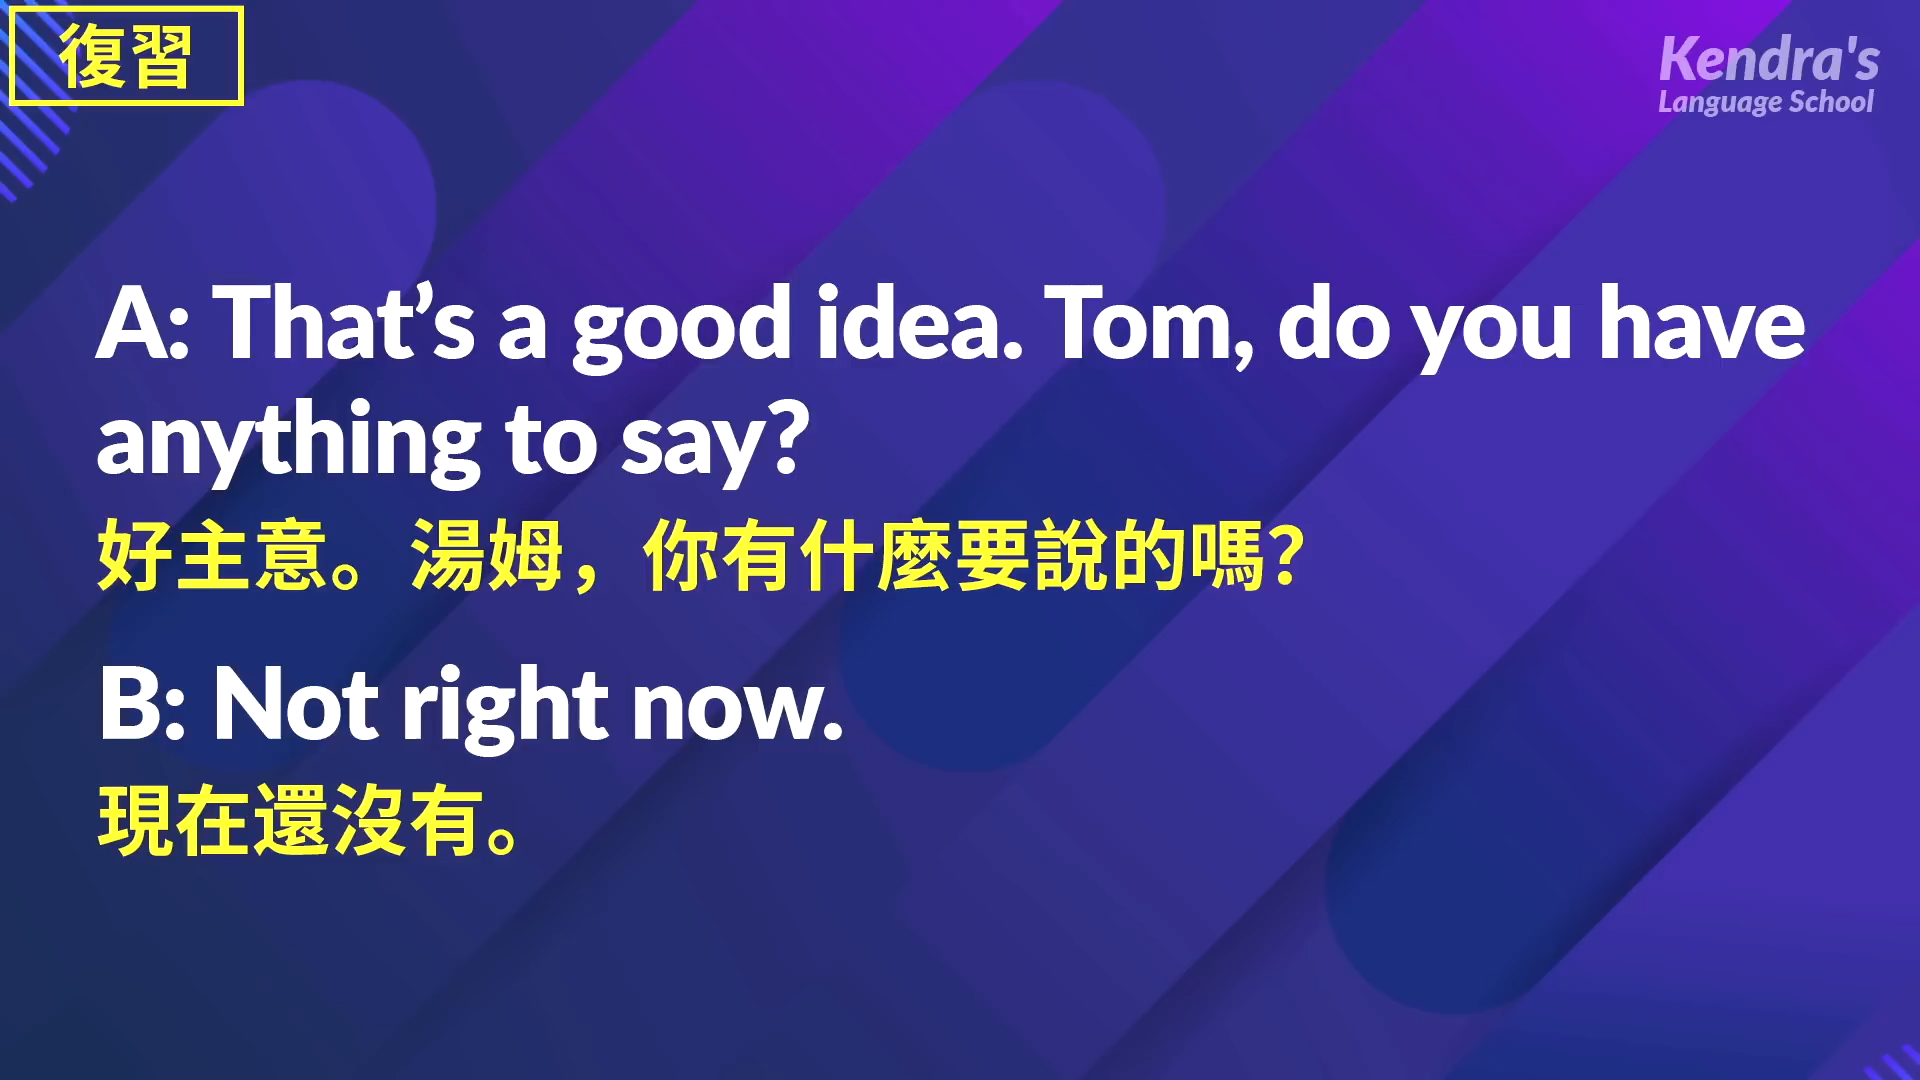 復習
Kendra's
Language School
A: That’s a good idea. Tom, do you have
anything to say?
好主意。湯姆，你有什麼要說的嗎？
B: Not right now.
現在還沒有。